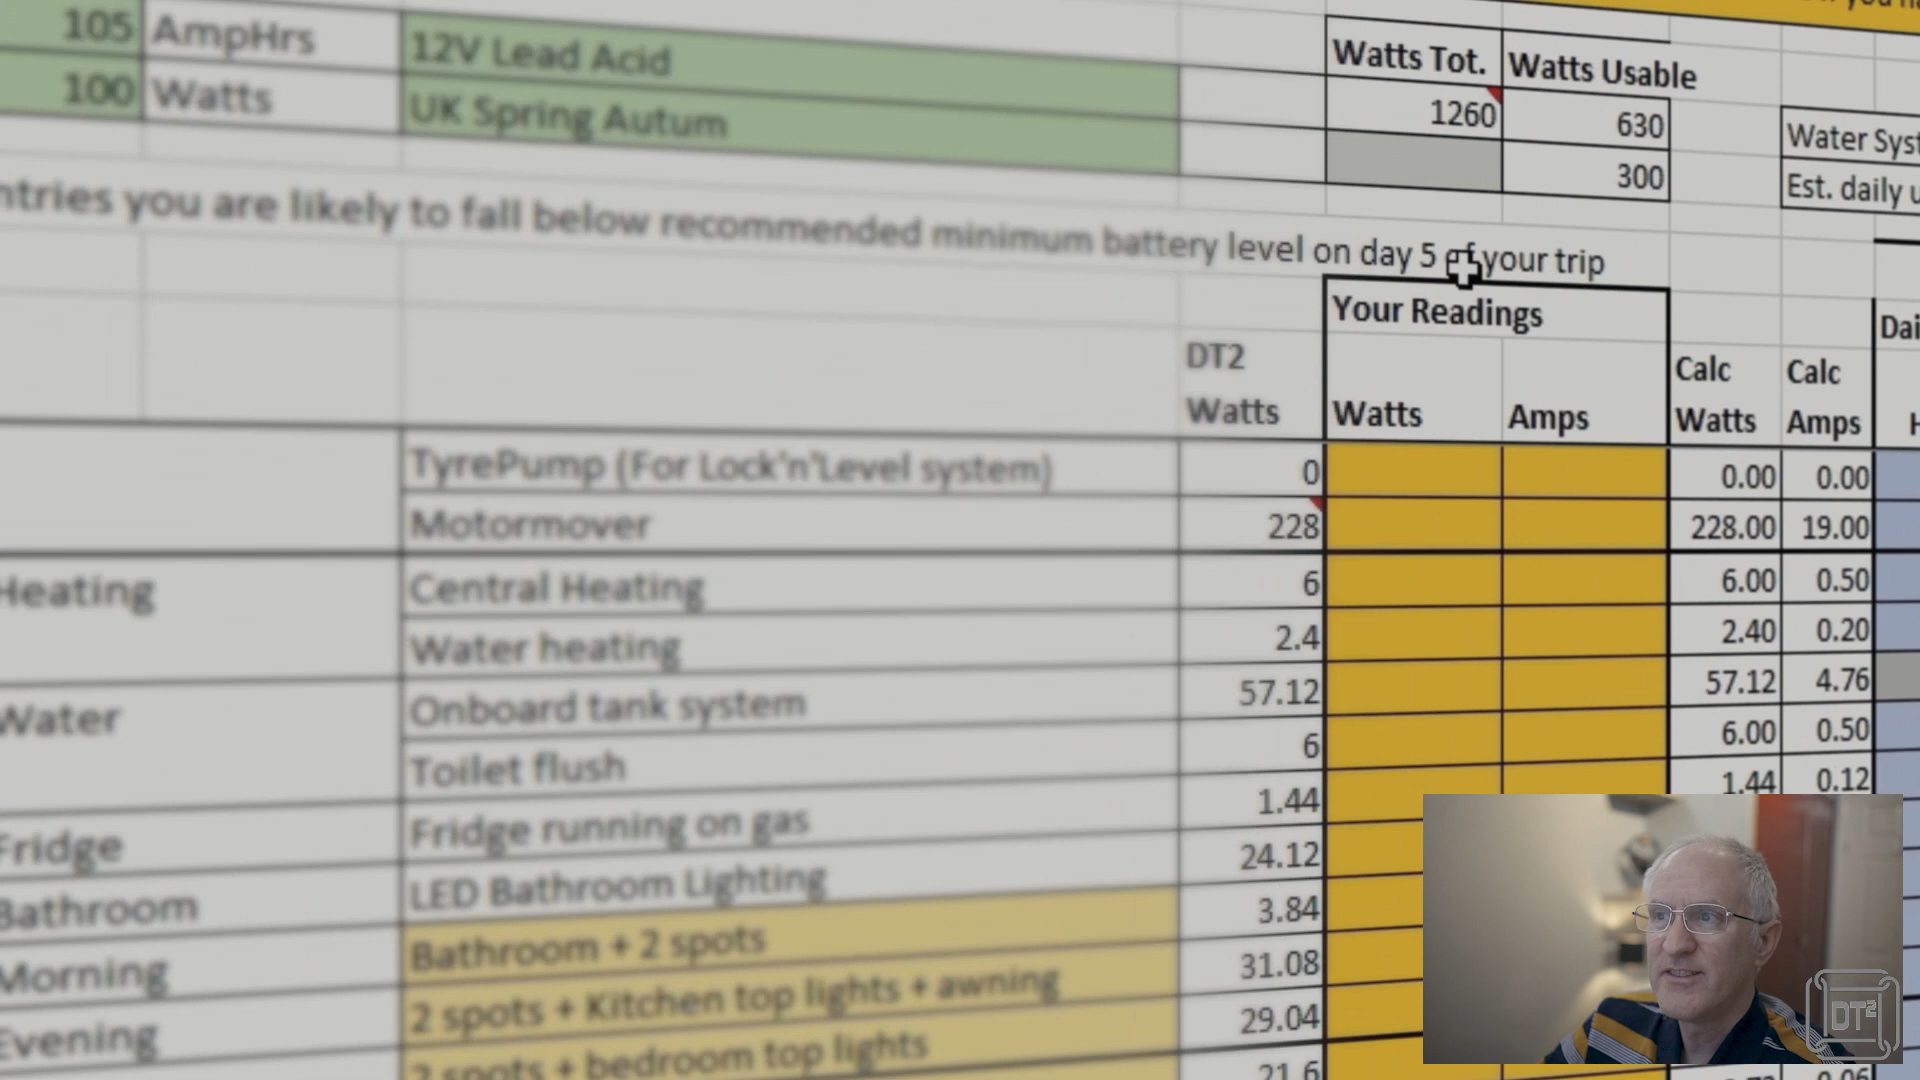 105 AmpHrs 12V Lead Acid
100 Watts UK Spring Autum
Watts Tot. Watts Usable
1260 630
300
Water Syst
Est. daily u
ntries you are likely to fall below recommended minimum battery level on day 5 of your trip
Your Readings
DT2 Watts Watts Amps Calc Watts Calc Amps
Dai
H
TyrePump (For Lock'n'Level system) 0 0.00 0.00
Motormover 228 228.00 19.00
Heating Central Heating 6 6.00 0.50
Water heating 2.4 2.40 0.20
Water Onboard tank system 57.12 57.12 4.76
Toilet flush 6 6.00 0.50
Fridge Fridge running on gas 1.44 1.44 0.12
Bathroom LED Bathroom Lighting 24.12
Morning Bathroom + 2 spots 3.84
Evening 2 spots + Kitchen top lights + awning 31.08
2 spots + bedroom top lights 29.04
21.6
DT2